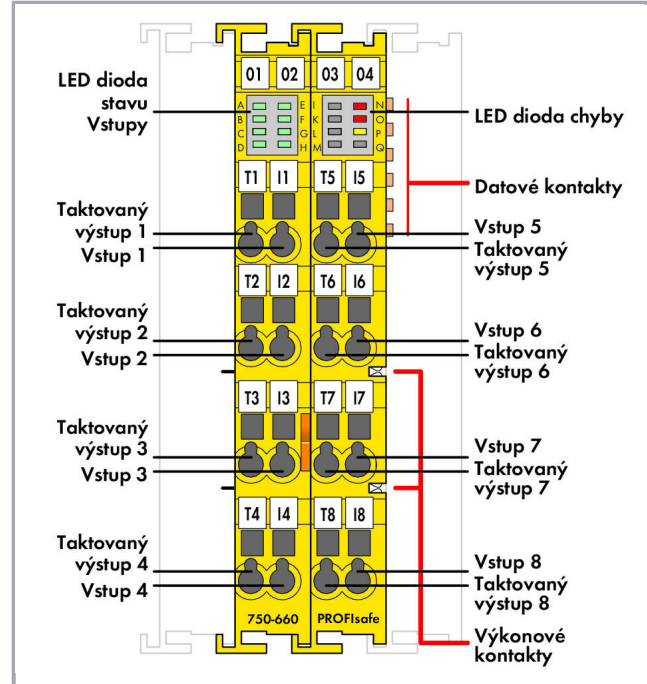 01 02 03 04
LED dioda
stavu
Vstupy
A E I N
B F K O
C G L P
D H M Q
LED dioda chyby
Datové kontakty
T1 I1 T5 I5
Taktovaný
výstup 1
Vstup 1
Vstup 5
Taktovaný
výstup 5
T2 I2 T6 I6
Taktovaný
výstup 2
Vstup 2
Vstup 6
Taktovaný
výstup 6
T3 I3 T7 I7
Taktovaný
výstup 3
Vstup 3
Vstup 7
Taktovaný
výstup 7
T4 I4 T8 I8
Taktovaný
výstup 4
Vstup 4
Vstup 8
Taktovaný
výstup 8
750-660 PROFIsafe
Výkonové
kontakty